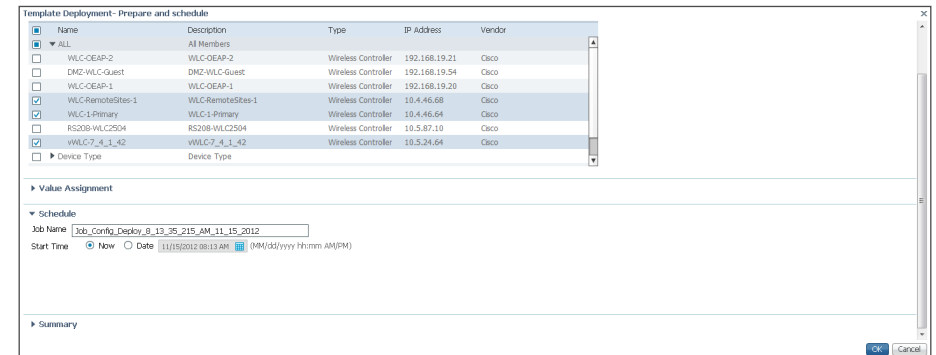 Template Deployment- Prepare and schedule
Name Description Type IP Address Vendor
ALL All Members
WLC-OEAP-2 WLC-OEAP-2 Wireless Controller 192.168.19.21 Cisco
DMZ-WLC-Guest DMZ-WLC-Guest Wireless Controller 192.168.19.54 Cisco
WLC-OEAP-1 WLC-OEAP-1 Wireless Controller 192.168.19.20 Cisco
WLC-RemoteSites-1 WLC-RemoteSites-1 Wireless Controller 10.4.46.68 Cisco
WLC-1-Primary WLC-1-Primary Wireless Controller 10.4.46.64 Cisco
RS208-WLC2504 RS208-WLC2504 Wireless Controller 10.5.87.10 Cisco
vWLC-7_4_1_42 vWLC-7_4_1_42 Wireless Controller 10.5.24.64 Cisco
Device Type Device Type
Value Assignment
Schedule
Job Name Job_Config_Deploy_8_13_35_215_AM_11_15_2012
Start Time Now Date 11/15/2012 08:13 AM (MM/dd/yyyy hh:mm AM/PM)
Summary
OK Cancel